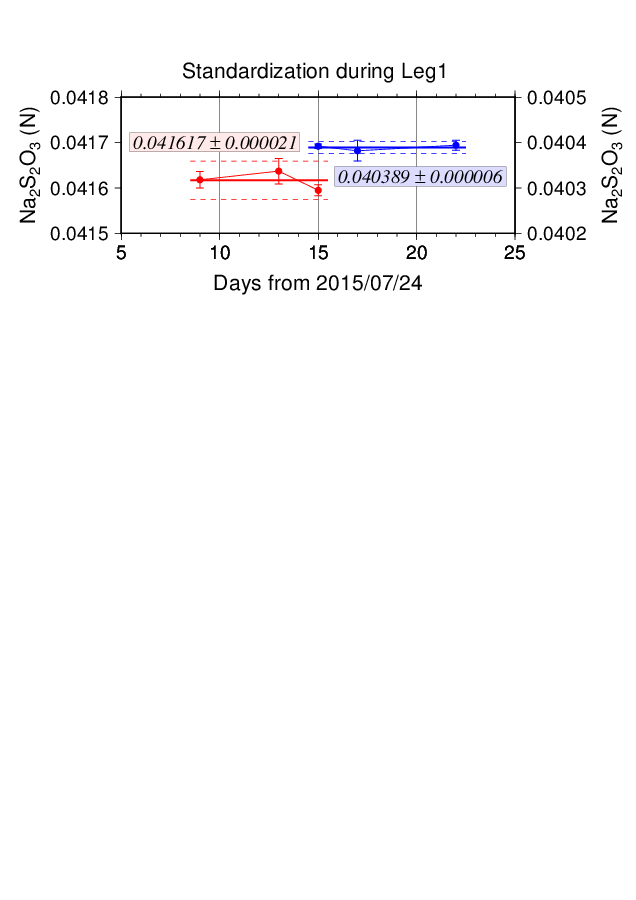 Standardization during Leg1
0.0418 0.0405
0.0417 0.041617 ± 0.000021 0.0404
0.0416 0.040389 ± 0.000006 0.0403
0.0415 0.0402
Na₂S₂O₃ (N)
Na₂S₂O₃ (N)
5 10 15 20 25
Days from 2015/07/24